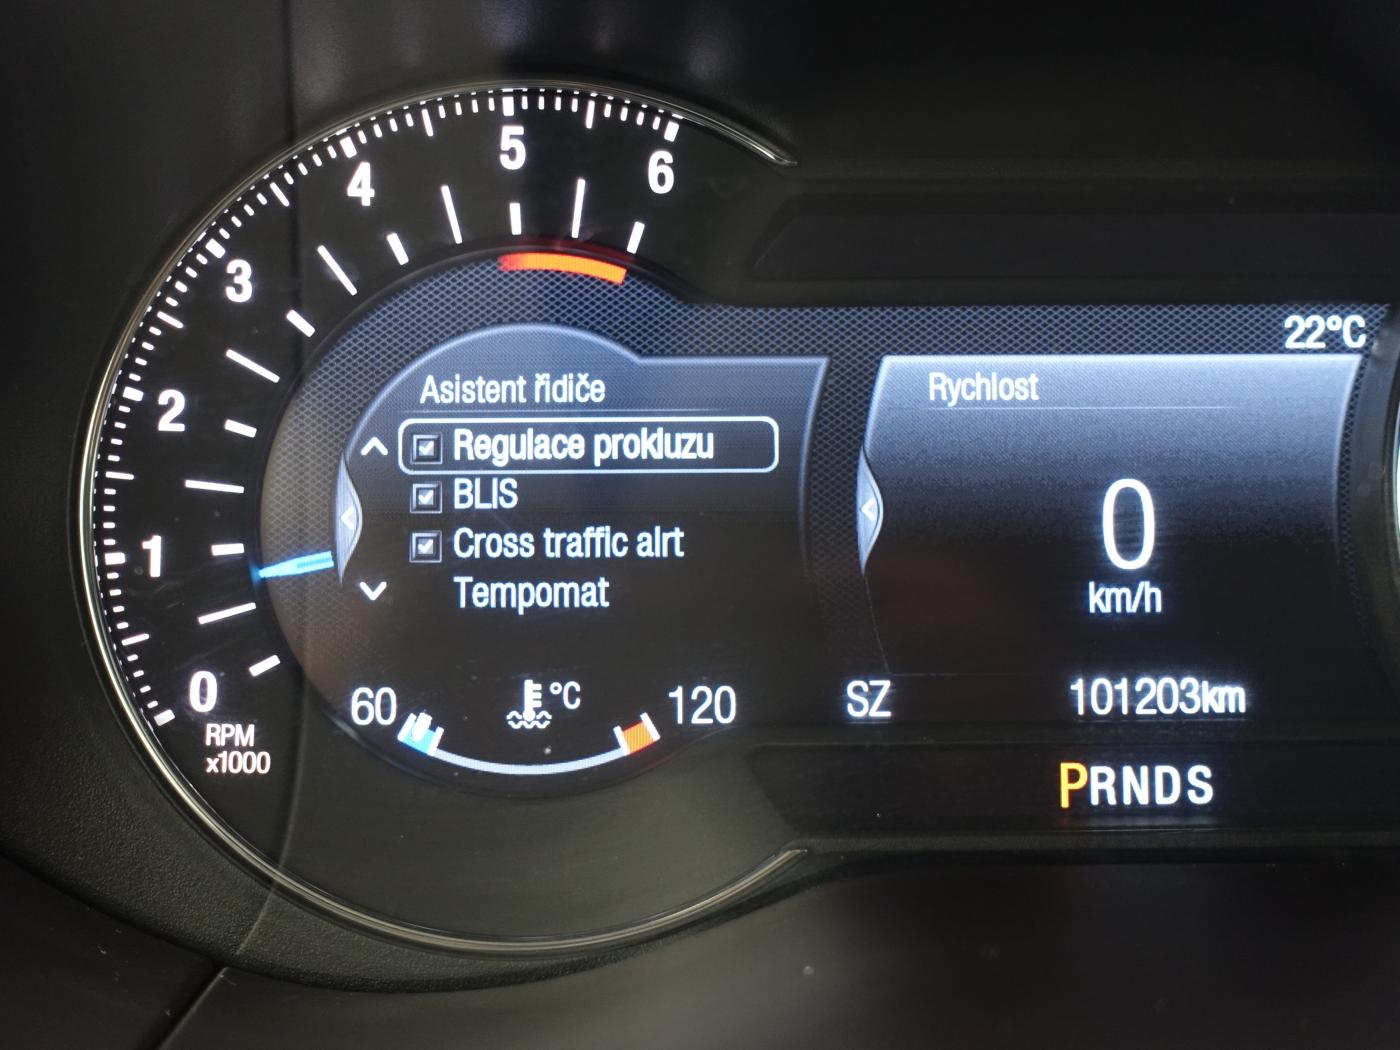 6
5
4
3
2
1
0
RPM
x1000
22°C
Asistent řidiče
Regulace prokluzu
BLIS
Cross traffic alrt
Tempomat
60
°C
120
Rychlost
0
km/h
SZ
101203km
PRNDS